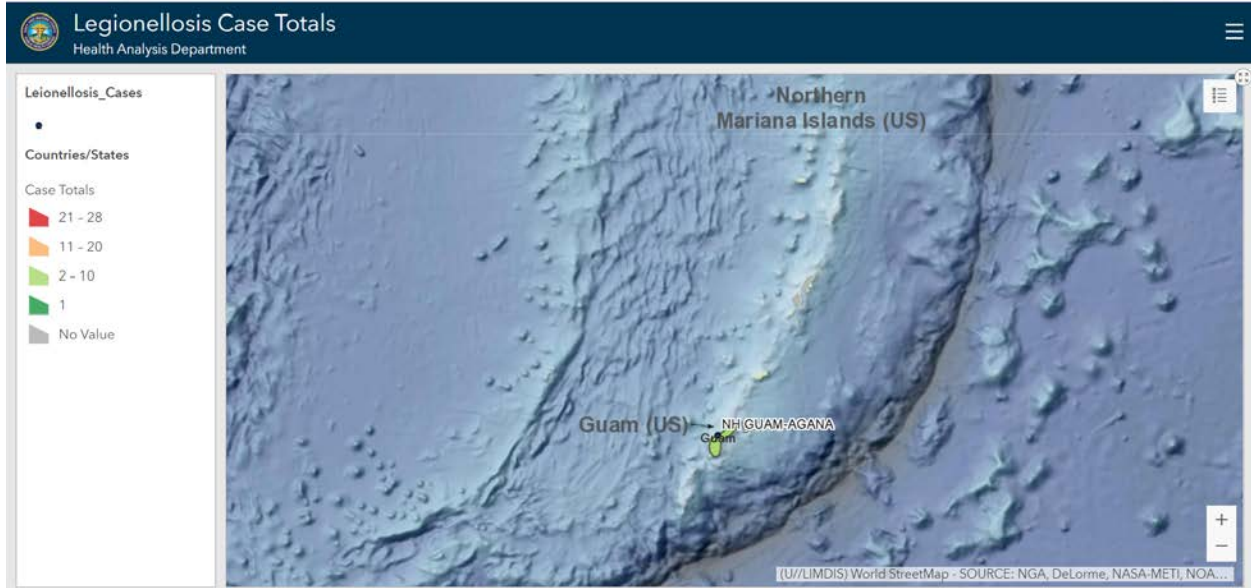 Legionellosis Case Totals
Health Analysis Department
Leionellosis_Cases
Countries/States
Case Totals
21 - 28
11 - 20
2 - 10
1
No Value
Northern
Mariana Islands (US)
Guam (US)
NH GUAM-AGANA
Guam
+
−
(U//LIMDIS) World StreetMap - SOURCE: NGA, DeLorme, NASA-METI, NOA...